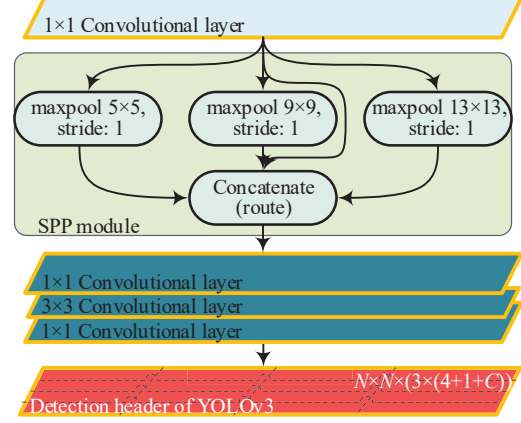 1×1 Convolutional layer
maxpool 5×5,
stride: 1
maxpool 9×9,
stride: 1
maxpool 13×13,
stride: 1
Concatenate
(route)
SPP module
1×1 Convolutional layer
3×3 Convolutional layer
1×1 Convolutional layer
N×N×(3×(4+1+C))
Detection header of YOLOv3